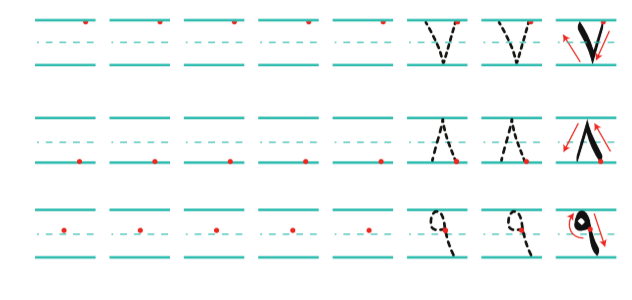 ۷ ۷ ۷
۸ ۸ ۸
۹ ۹ ۹